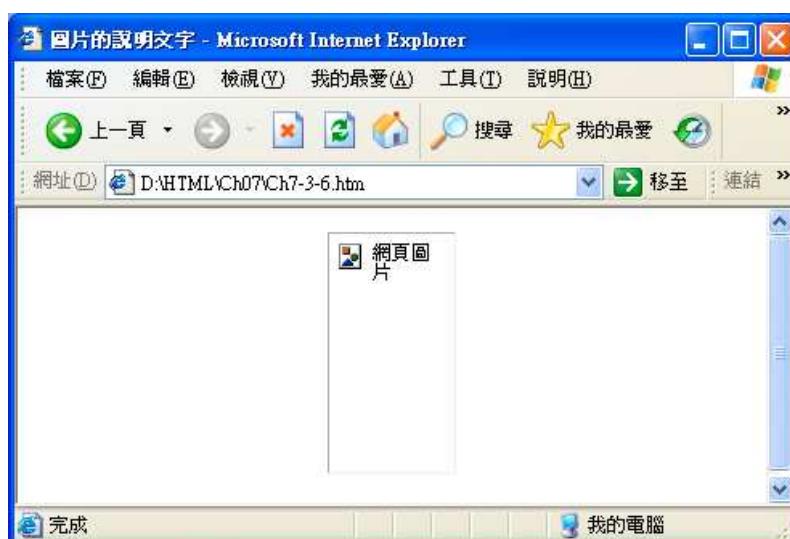 圖片的說明文字 - Microsoft Internet Explorer
檔案(F) 編輯(E) 檢視(V) 我的最愛(A) 工具(T) 說明(H)
上一頁 搜尋 我的最愛 »
網址(D) D:\HTML\Ch07\Ch7-3-6.htm 移至 連結 »
網頁圖
片
完成 我的電腦